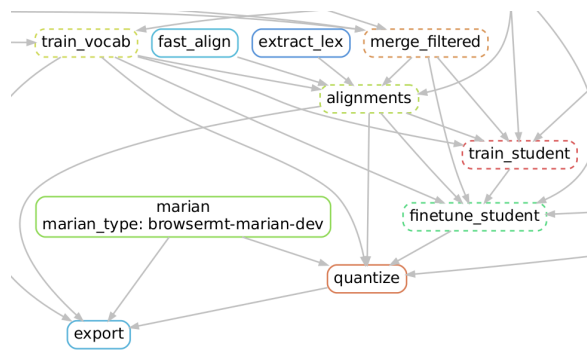 train_vocab
fast_align
extract_lex
merge_filtered
alignments
train_student
marian
marian_type: browsermt-marian-dev
finetune_student
quantize
export